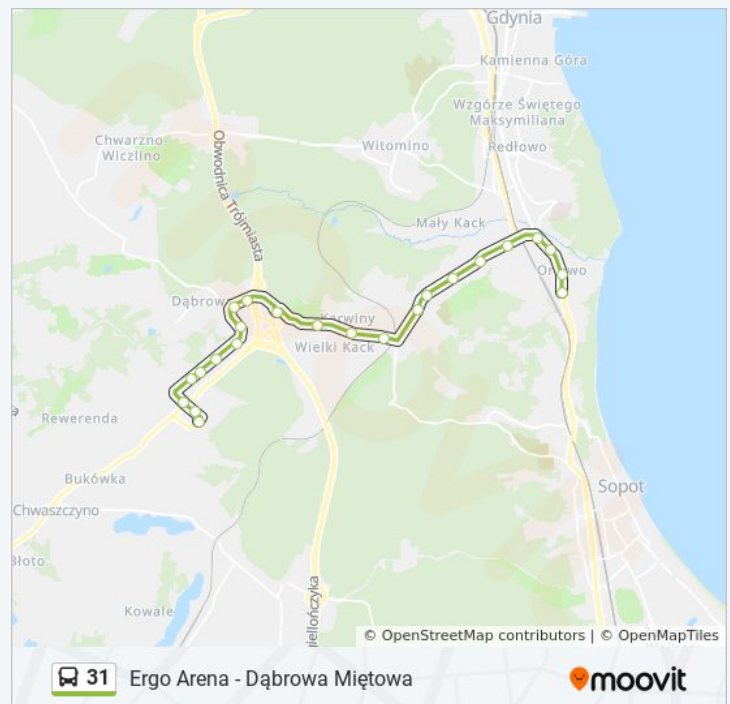 Gdynia
Kamienna Góra
Wzgórze Świętego
Maksymiliana
Chwarzno-
Wiczlino
Witomino
Redłowo
Obwodnica Trójmiasta
Mały Kack
Orłowo
Dąbrowa
Karwiny
Wielki Kack
Rewerenda
Bukówka
Sopot
Chwaszczyno
Błoto
Kowale
giellończyka
© OpenStreetMap contributors | © OpenMapTiles
31 Ergo Arena - Dąbrowa Miętowa
moovit